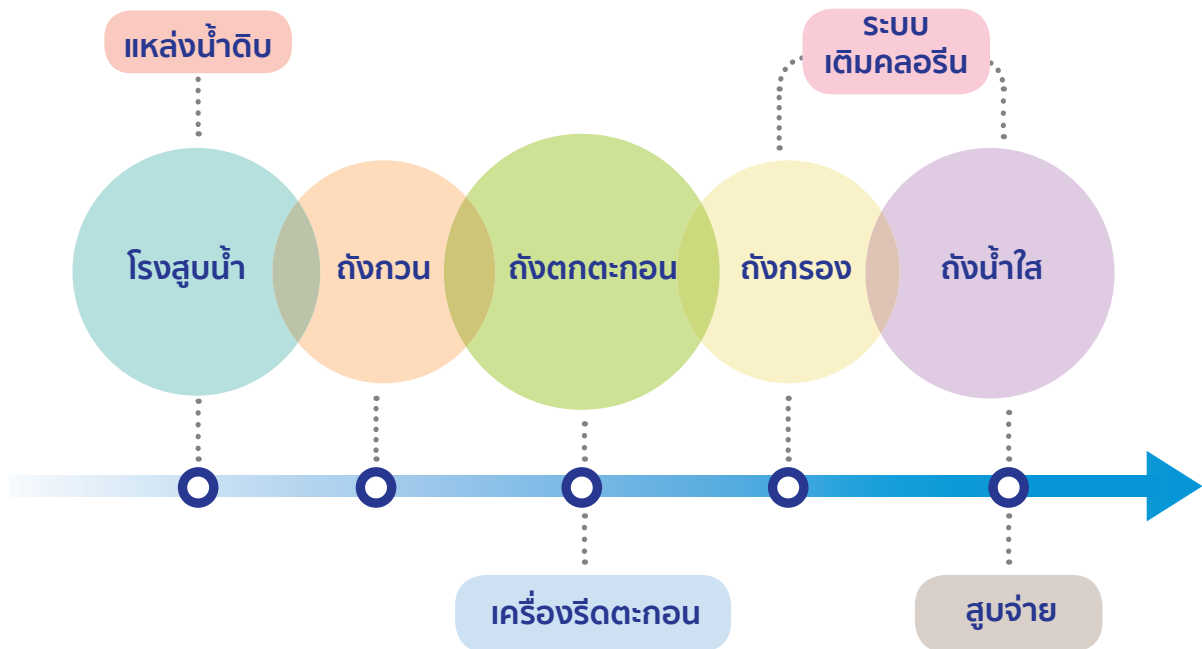 แหล่งน้ำดิบ
ระบบ
เติมคลอรีน
โรงสูบน้ำ
ถังกวน
ถังตกตะกอน
ถังกรอง
ถังน้ำใส
เครื่องรีดตะกอน
สูบจ่าย